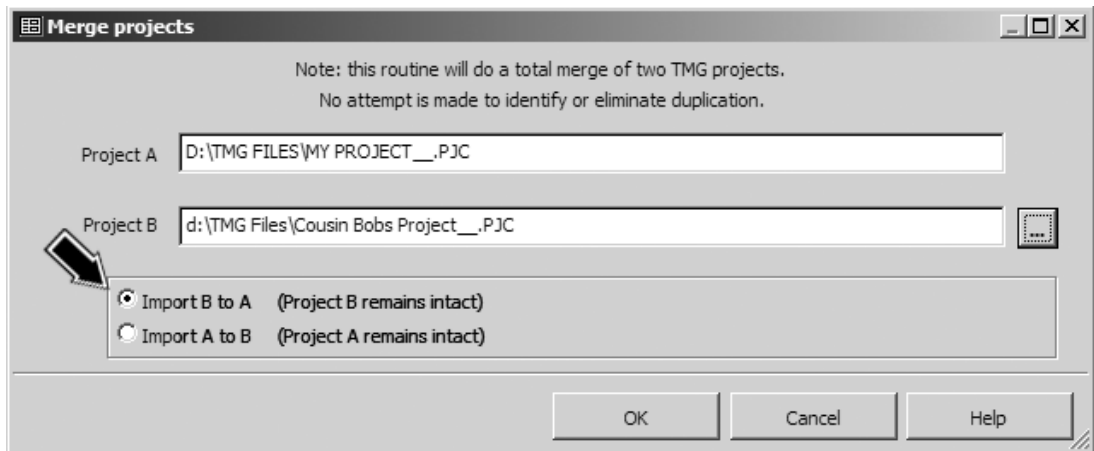 Merge projects
Note: this routine will do a total merge of two TMG projects.
No attempt is made to identify or eliminate duplication.
Project A D:\TMG FILES\MY PROJECT__.PJC
Project B d:\TMG Files\Cousin Bobs Project__.PJC ...
Import B to A (Project B remains intact)
Import A to B (Project A remains intact)
OK Cancel Help